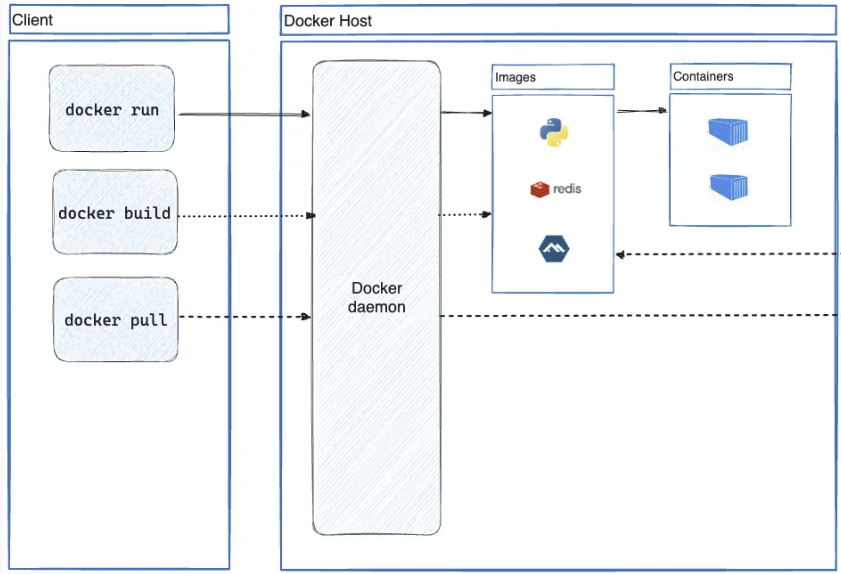 Client
Docker Host
docker run
docker build
docker pull
Docker
daemon
Images
redis
Containers